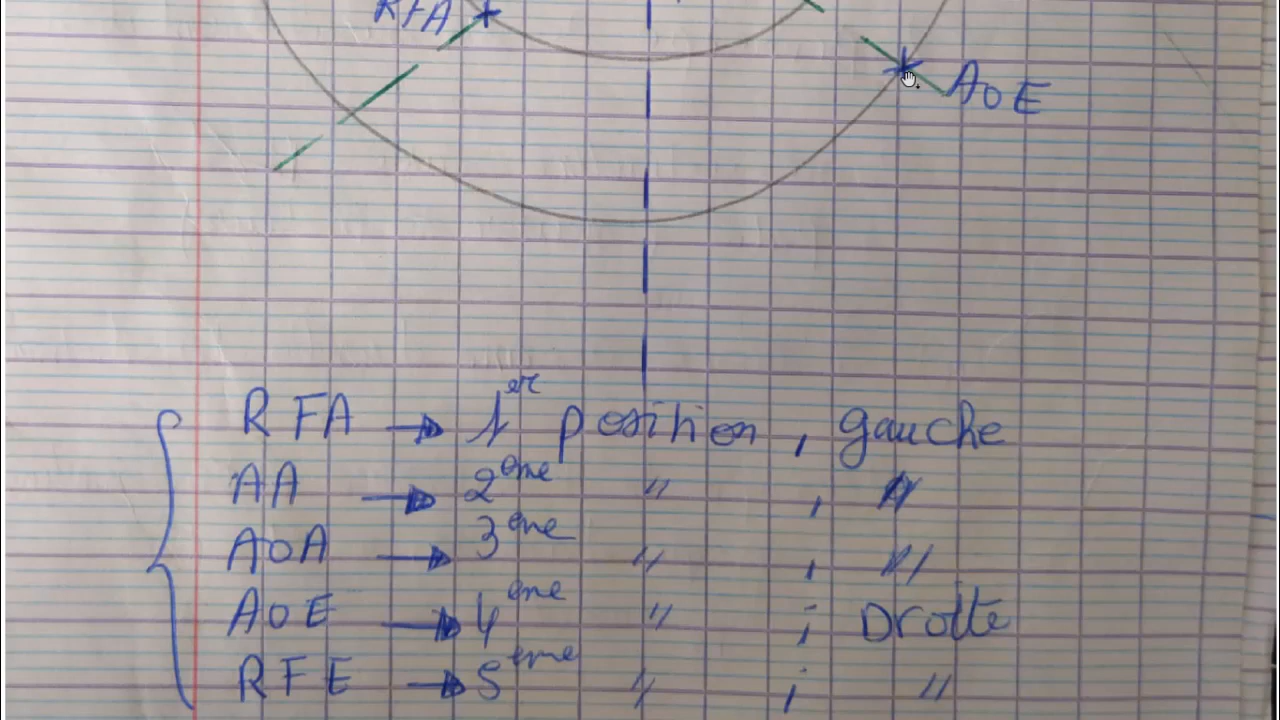 RFA
AOE
RFA → 1er position, gauche
AA → 2ème " , "
AOA → 3ème " , "
AOE → 4ème " ; Droite
RFE → 5ème " ; "